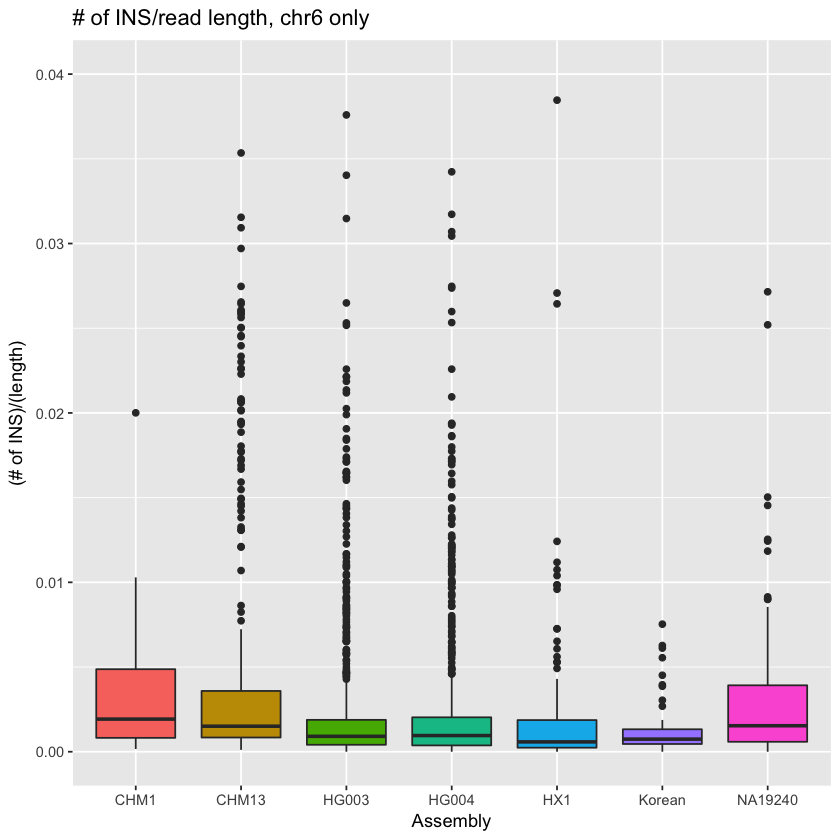 # of INS/read length, chr6 only
(# of INS)/(length)
0.04
0.03
0.02
0.01
0.00
CHM1 CHM13 HG003 HG004 HX1 Korean NA19240
Assembly